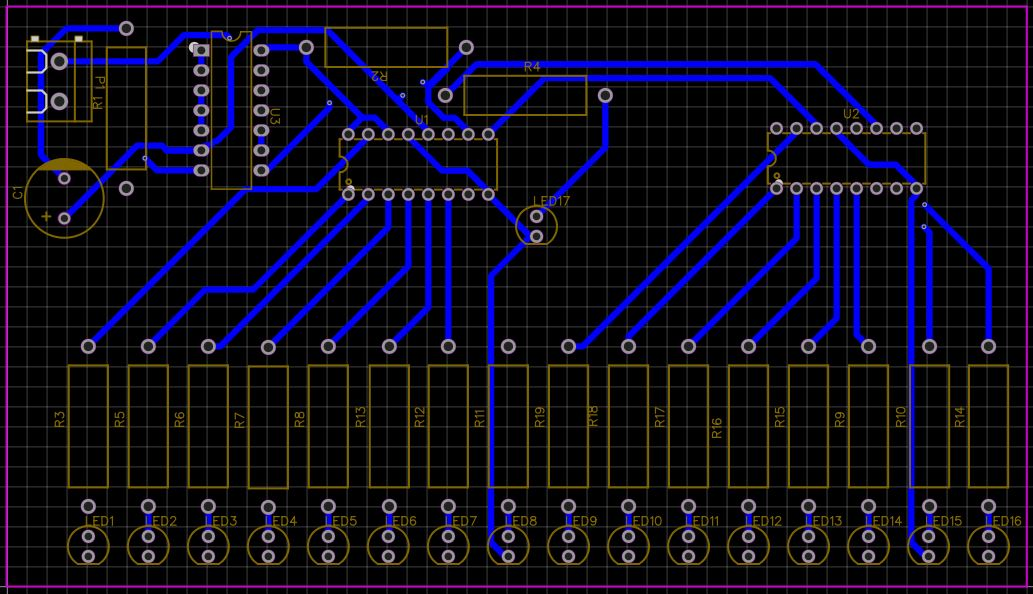 P1
R1
R2
U3
R4
U1
U2
C1
+
LED17
R3
R5
R6
R7
R8
R13
R12
R11
R19
R18
R17
R16
R15
R9
R10
R14
LED1
LED2
LED3
LED4
LED5
LED6
LED7
LED8
LED9
LED10
LED11
LED12
LED13
LED14
LED15
LED16